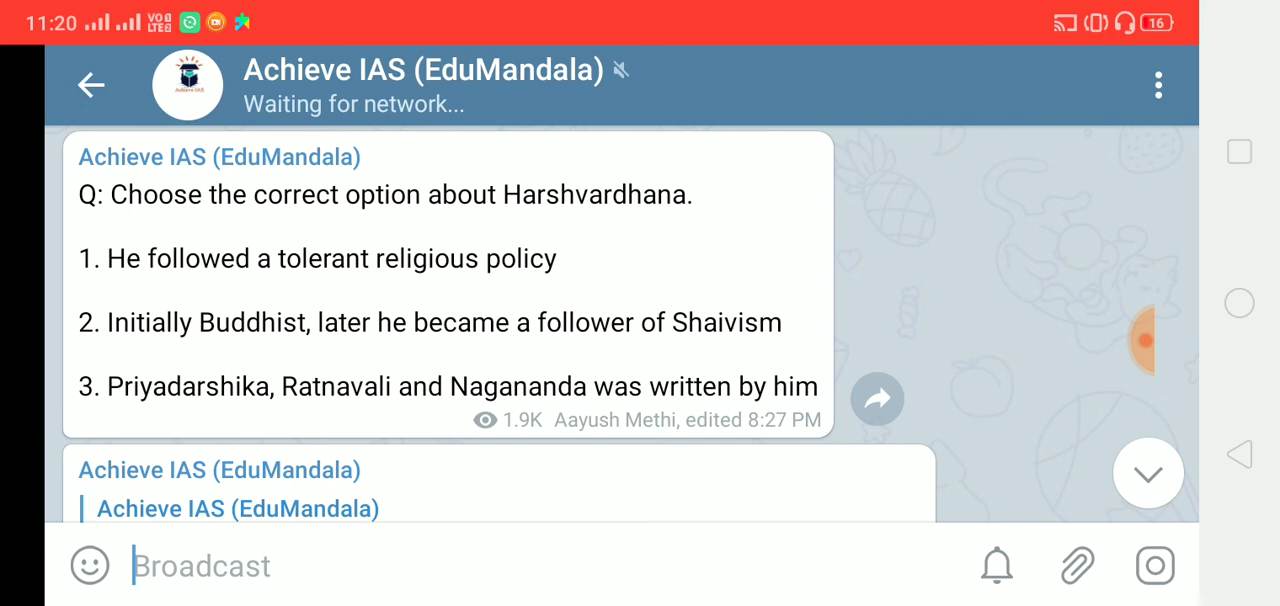 11:20 VO LTE 16
Achieve IAS (EduMandala)
Waiting for network...
Achieve IAS (EduMandala)
Q: Choose the correct option about Harshvardhana.
1. He followed a tolerant religious policy
2. Initially Buddhist, later he became a follower of Shaivism
3. Priyadarshika, Ratnavali and Nagananda was written by him
1.9K Aayush Methi, edited 8:27 PM
Achieve IAS (EduMandala)
Achieve IAS (EduMandala)
Broadcast